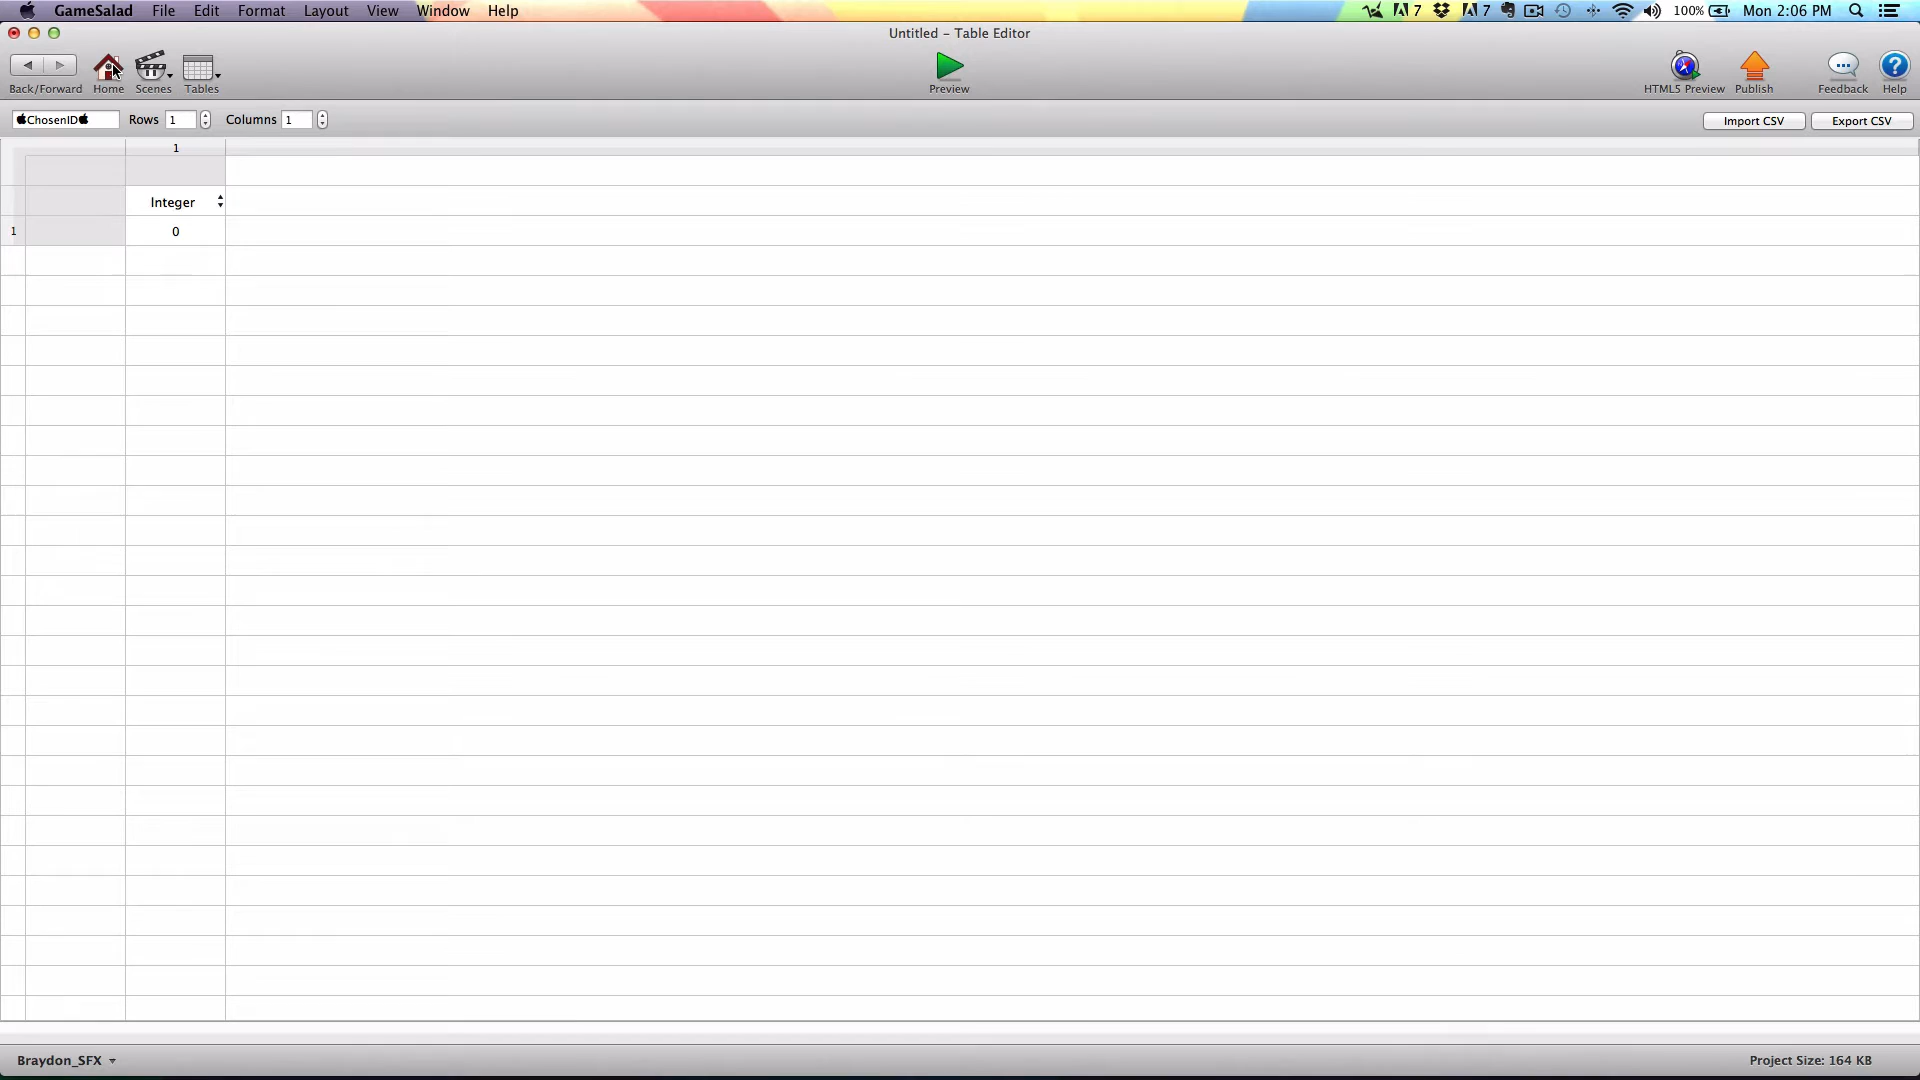 GameSalad File Edit Format Layout View Window Help 7 7 100% Mon 2:06 PM
Untitled – Table Editor
Back/Forward Home Scenes Tables Preview HTML5 Preview Publish Feedback Help
ChosenID Rows 1 Columns 1 Import CSV Export CSV
1
Integer
1 0
Braydon_SFX Project Size: 164 KB